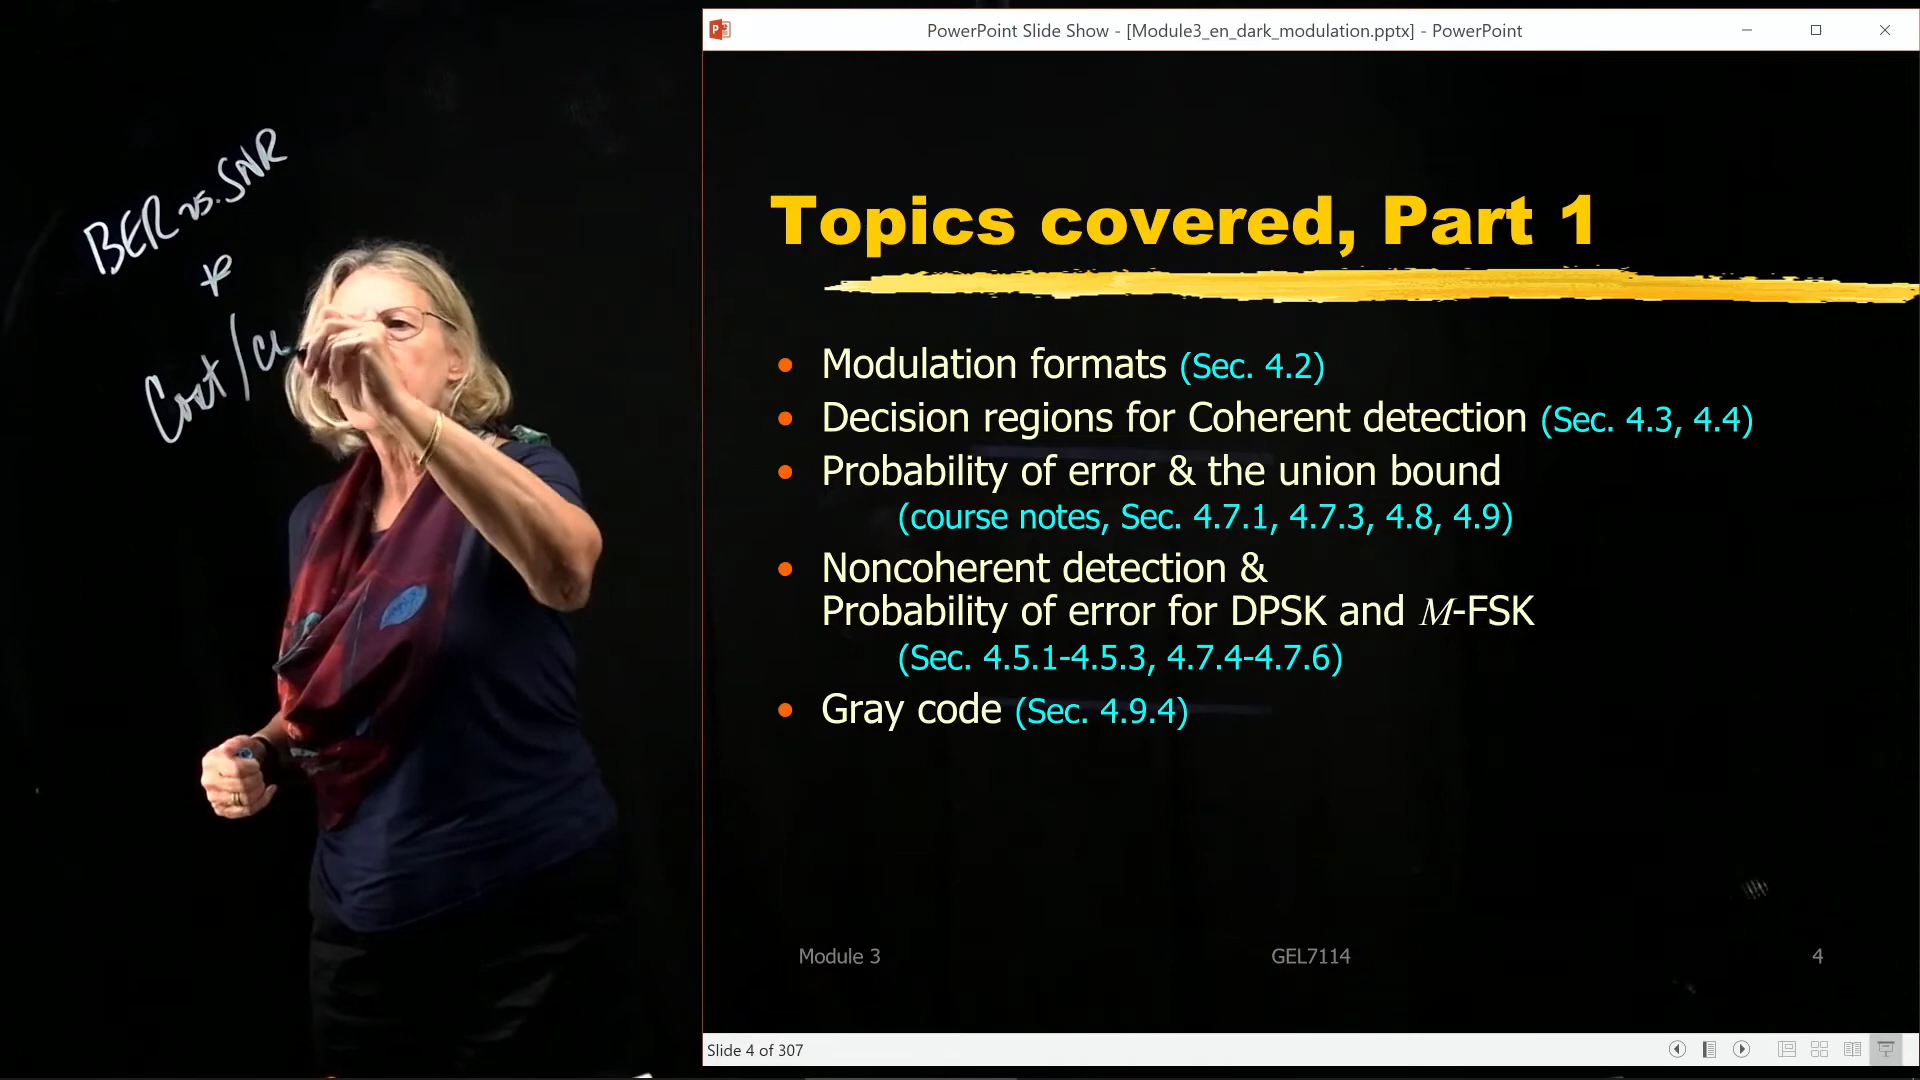 PowerPoint Slide Show - [Module3_en_dark_modulation.pptx] - PowerPoint
BER vs. SNR
Cost/
Topics covered, Part 1
• Modulation formats (Sec. 4.2)
• Decision regions for Coherent detection (Sec. 4.3, 4.4)
• Probability of error & the union bound
(course notes, Sec. 4.7.1, 4.7.3, 4.8, 4.9)
• Noncoherent detection &
Probability of error for DPSK and M-FSK
(Sec. 4.5.1-4.5.3, 4.7.4-4.7.6)
• Gray code (Sec. 4.9.4)
Module 3 GEL7114 4
Slide 4 of 307